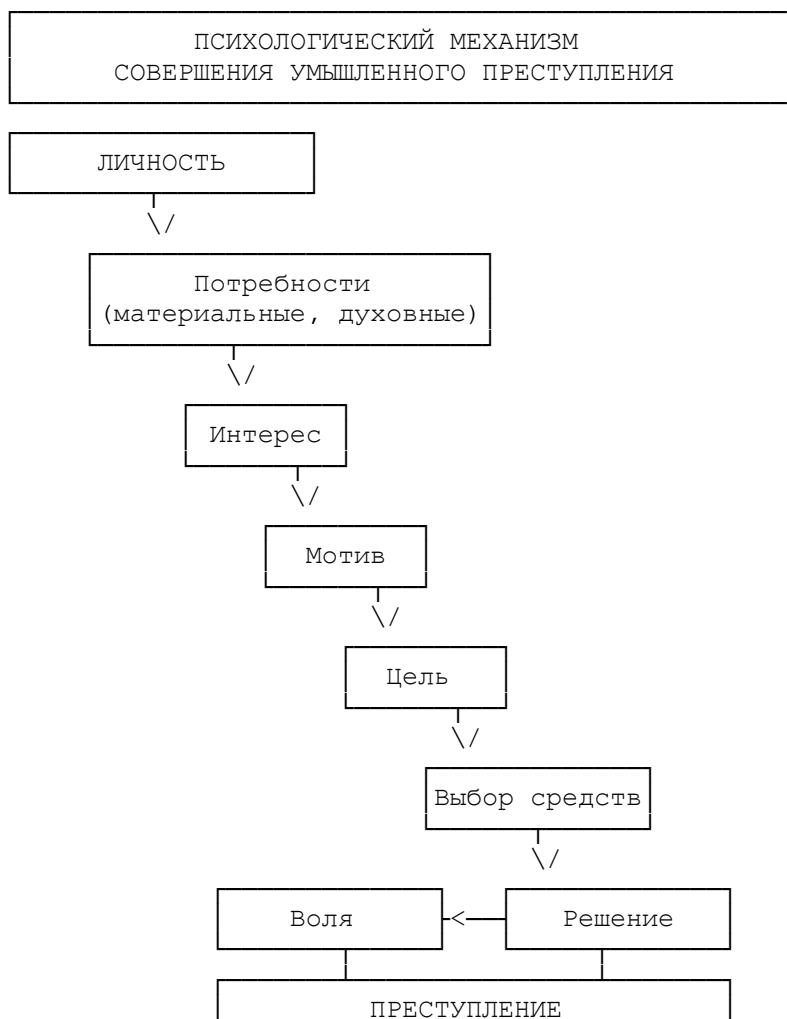 ПСИХОЛОГИЧЕСКИЙ МЕХАНИЗМ
СОВЕРШЕНИЯ УМЫШЛЕННОГО ПРЕСТУПЛЕНИЯ
ЛИЧНОСТЬ
Потребности
(материальные, духовные)
Интерес
Мотив
Цель
Выбор средств
Воля
Решение
ПРЕСТУПЛЕНИЕ